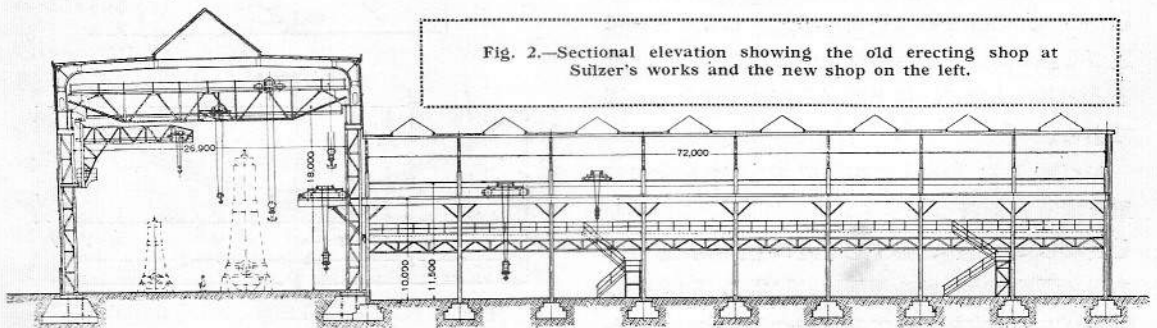 Fig. 2.—Sectional elevation showing the old erecting shop at
Sulzer's works and the new shop on the left.
26,900
18,000
72,000
10,000
11,500